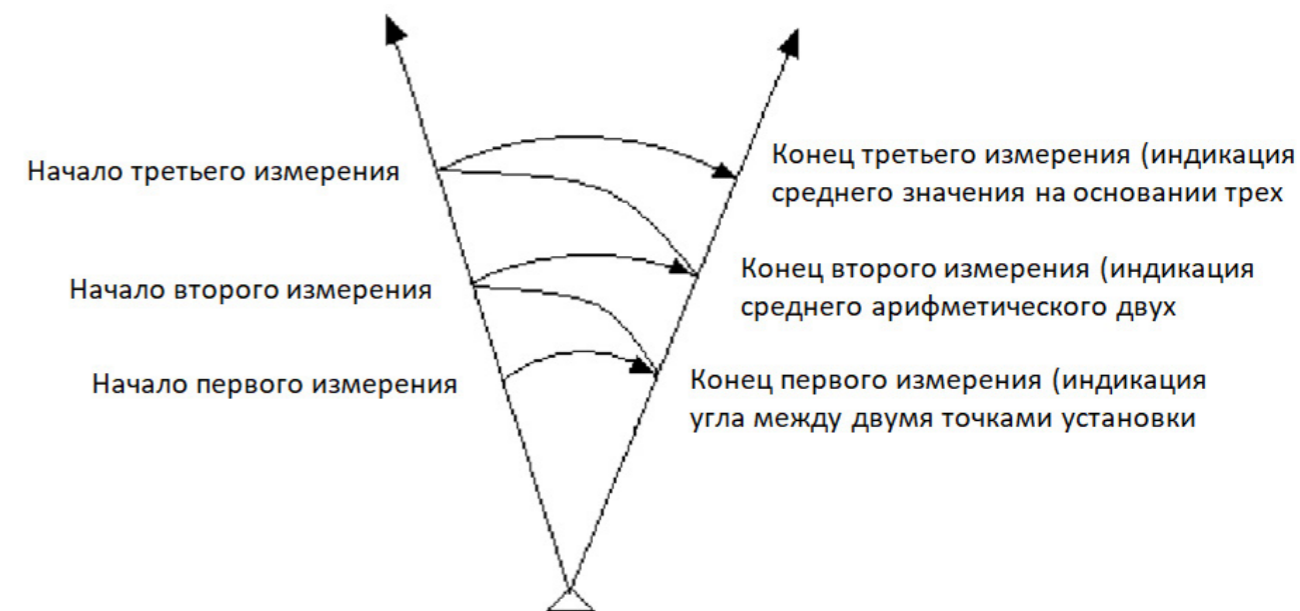 Начало третьего измерения
Конец третьего измерения (индикация
среднего значения на основании трех
Начало второго измерения
Конец второго измерения (индикация
среднего арифметического двух
Начало первого измерения
Конец первого измерения (индикация
угла между двумя точками установки